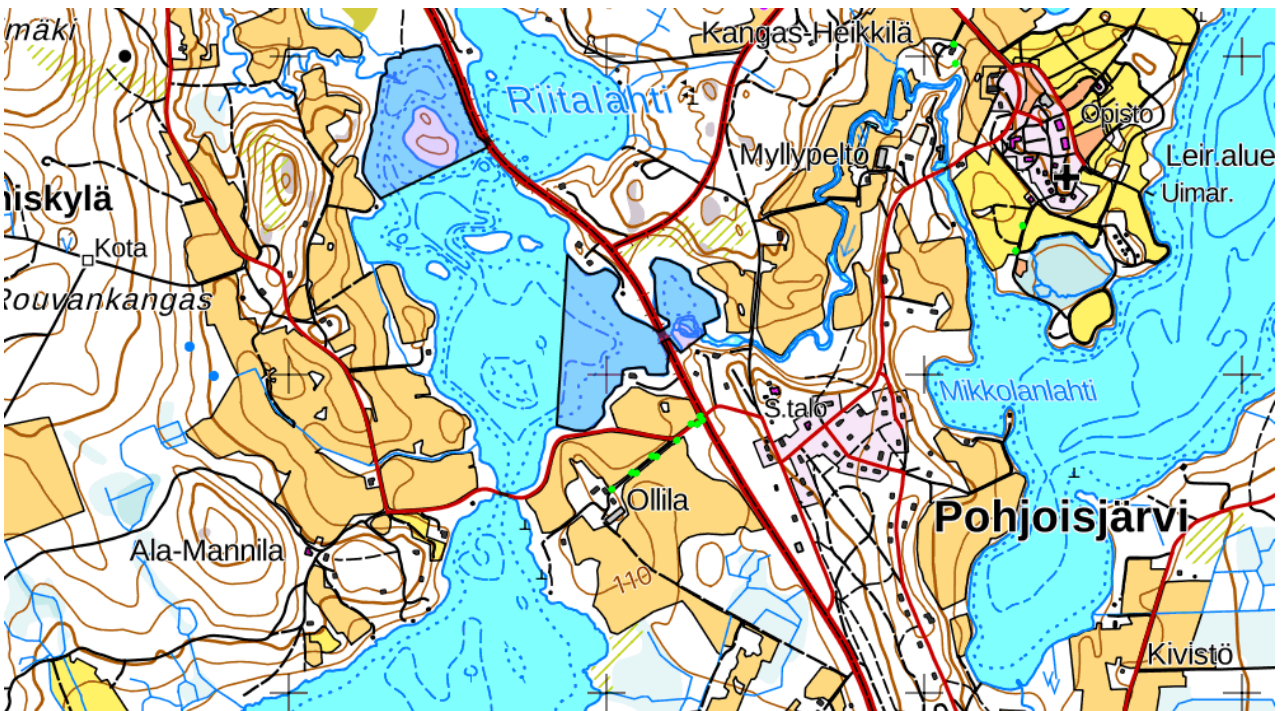 mäki
Kangas-Heikkilä
Riitalahti
Opisto
Myllypelto
Leir.alue
niskylä
Uimar.
Kota
Rouvankangas
Mikkolanlahti
S.talo
Ollila
Pohjoisjärvi
Ala-Mannila
110
Kivistö